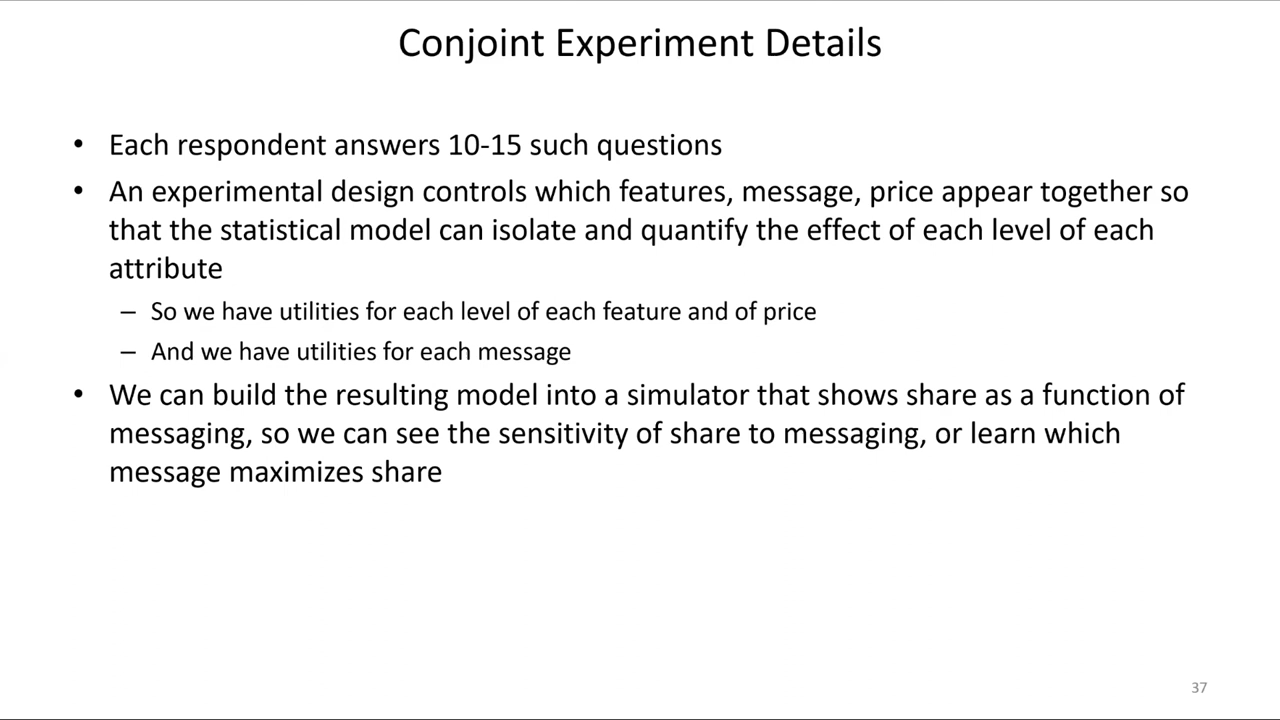 Conjoint Experiment Details
• Each respondent answers 10-15 such questions
• An experimental design controls which features, message, price appear together so
that the statistical model can isolate and quantify the effect of each level of each
attribute
– So we have utilities for each level of each feature and of price
– And we have utilities for each message
• We can build the resulting model into a simulator that shows share as a function of
messaging, so we can see the sensitivity of share to messaging, or learn which
message maximizes share
37